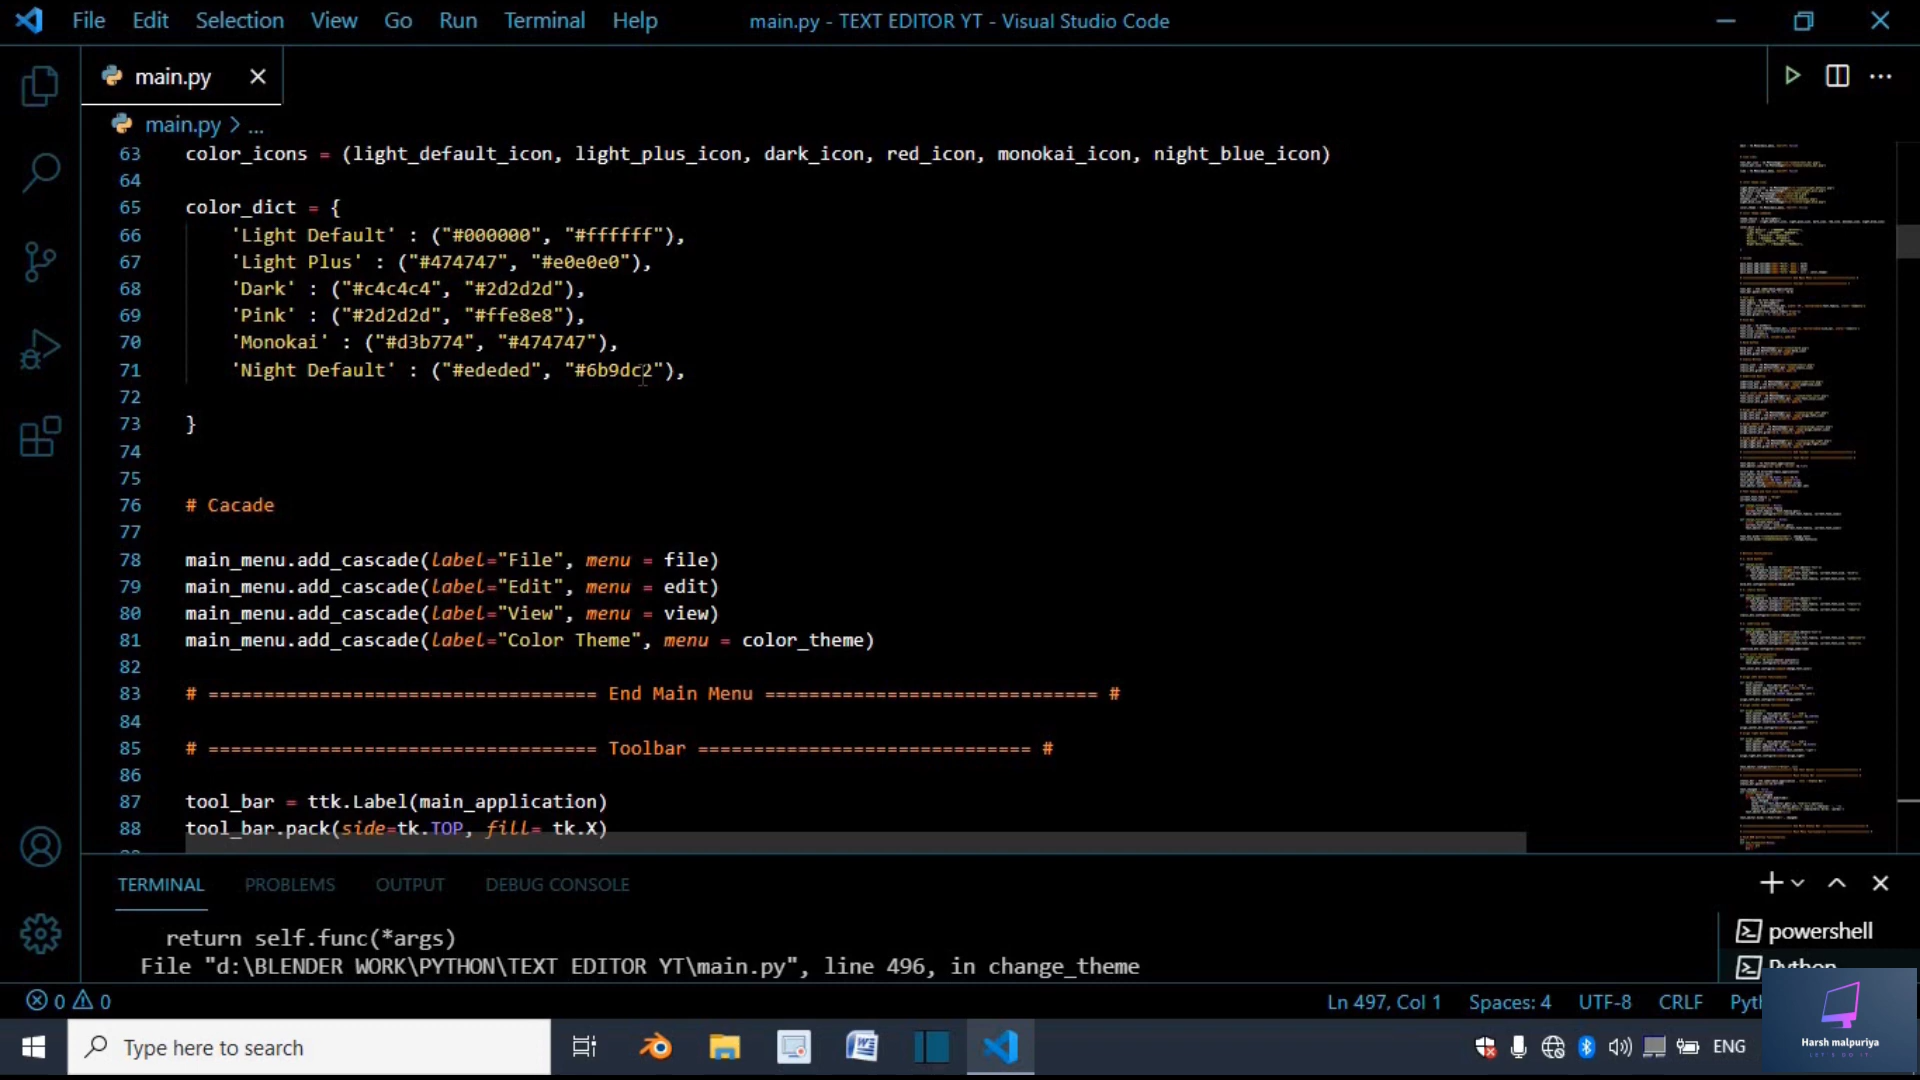 File Edit Selection View Go Run Terminal Help main.py - TEXT EDITOR YT - Visual Studio Code
main.py
main.py > ...
63 color_icons = (light_default_icon, light_plus_icon, dark_icon, red_icon, monokai_icon, night_blue_icon)
64
65 color_dict = {
66 'Light Default' : ("#000000", "#ffffff"),
67 'Light Plus' : ("#474747", "#e0e0e0"),
68 'Dark' : ("#c4c4c4", "#2d2d2d"),
69 'Pink' : ("#2d2d2d", "#ffe8e8"),
70 'Monokai' : ("#d3b774", "#474747"),
71 'Night Default' : ("#ededed", "#6b9dc2"),
72
73 }
74
75
76 # Cacade
77
78 main_menu.add_cascade(label="File", menu = file)
79 main_menu.add_cascade(label="Edit", menu = edit)
80 main_menu.add_cascade(label="View", menu = view)
81 main_menu.add_cascade(label="Color Theme", menu = color_theme)
82
83 # =================================== End Main Menu ============================== #
84
85 # =================================== Toolbar ============================== #
86
87 tool_bar = ttk.Label(main_application)
88 tool_bar.pack(side=tk.TOP, fill= tk.X)
TERMINAL PROBLEMS OUTPUT DEBUG CONSOLE
return self.func(*args)
File "d:\BLENDER WORK\PYTHON\TEXT EDITOR YT\main.py", line 496, in change_theme
powershell
Python
0 0 Ln 497, Col 1 Spaces: 4 UTF-8 CRLF
Type here to search
ENG
Harsh malpuriya
LET'S DO IT